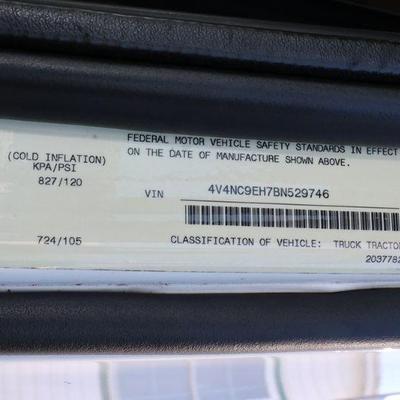 FEDERAL MOTOR VEHICLE SAFETY STANDARDS IN EFFECT
ON THE DATE OF MANUFACTURE SHOWN ABOVE.
(COLD INFLATION)
KPA/PSI
827/120
VIN 4V4NC9EH7BN529746
724/105
CLASSIFICATION OF VEHICLE: TRUCK TRACTOR
2037782